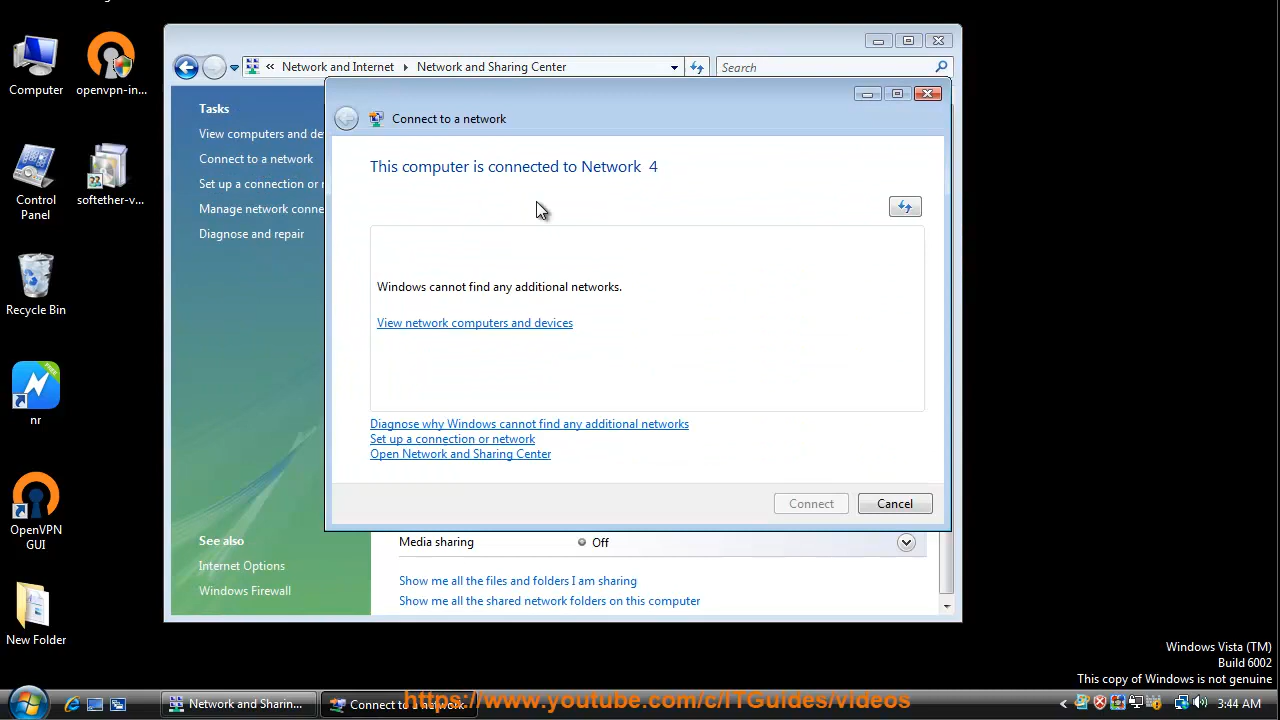 Computer
openvpn-in...
Control
Panel
softether-v...
Recycle Bin
nr
OpenVPN
GUI
New Folder
« Network and Internet ▸ Network and Sharing Center
Search
Tasks
View computers and de
Connect to a network
Set up a connection or r
Manage network conne
Diagnose and repair
See also
Internet Options
Windows Firewall
Connect to a network
This computer is connected to Network 4
Windows cannot find any additional networks.
View network computers and devices
Diagnose why Windows cannot find any additional networks
Set up a connection or network
Open Network and Sharing Center
Connect
Cancel
Media sharing
Off
Show me all the files and folders I am sharing
Show me all the shared network folders on this computer
Windows Vista (TM)
Build 6002
This copy of Windows is not genuine
Network and Sharin...
Connect to a network
https://www.youtube.com/c/ITGuides/videos
3:44 AM